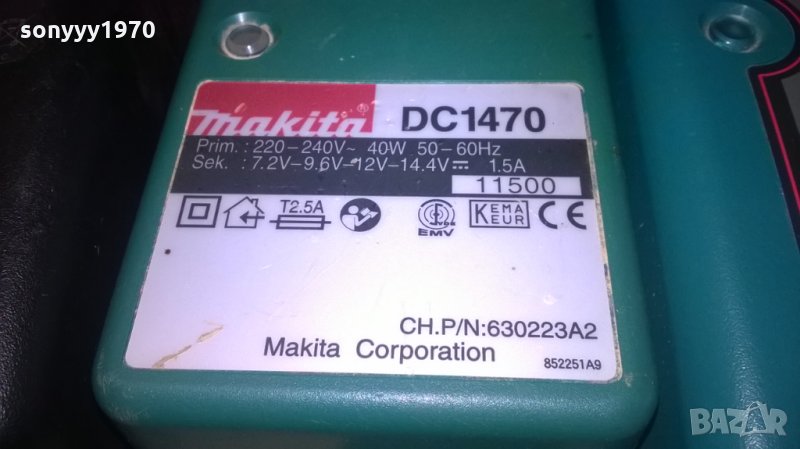 sonyyy1970
makita DC1470
Prim. : 220-240V~ 40W 50-60Hz
Sek. : 7.2V-9.6V-12V-14.4V⎓ 1.5A
11500
T2.5A
EMV
KEMA
KEUR
CE
CH.P/N:630223A2
Makita Corporation
852251A9
BAZAR